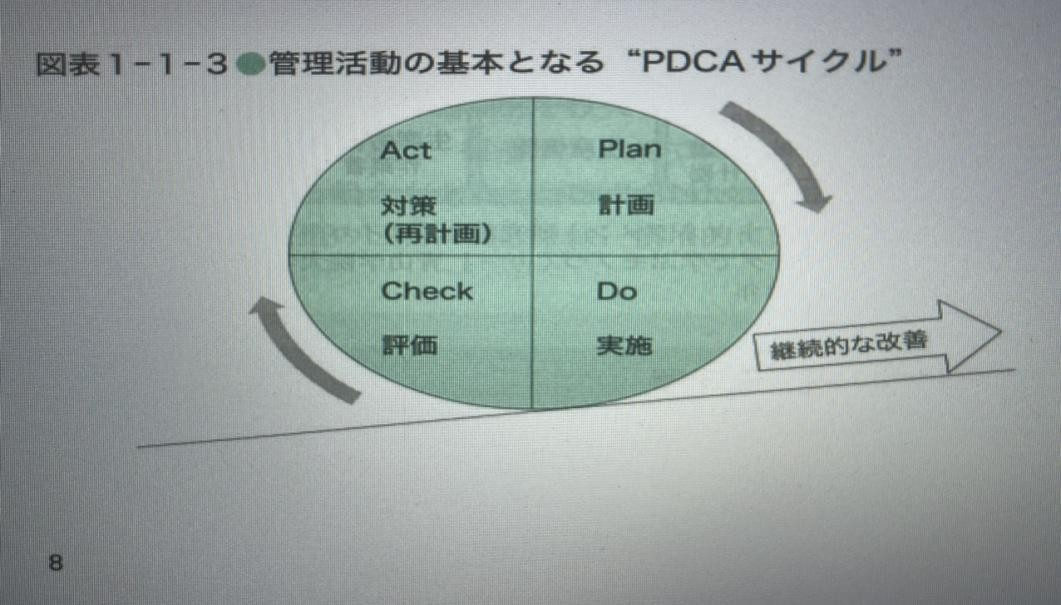 図表1-1-3●管理活動の基本となる“PDCAサイクル”
Act
対策
(再計画)
Plan
計画
Check
評価
Do
実施
継続的な改善
8